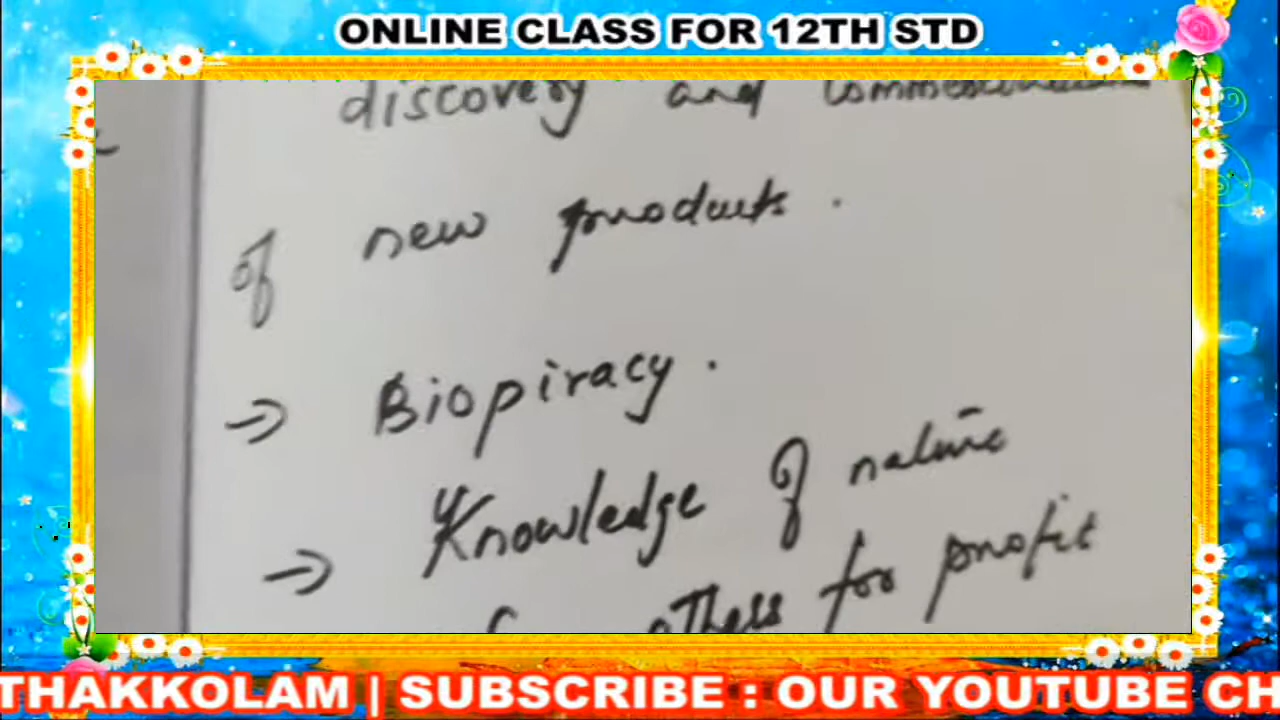 ONLINE CLASS FOR 12TH STD
discovery and
of new products.
→ Biopiracy.
→ Knowledge of nature
others for profit
THAKKOLAM | SUBSCRIBE : OUR YOUTUBE CH